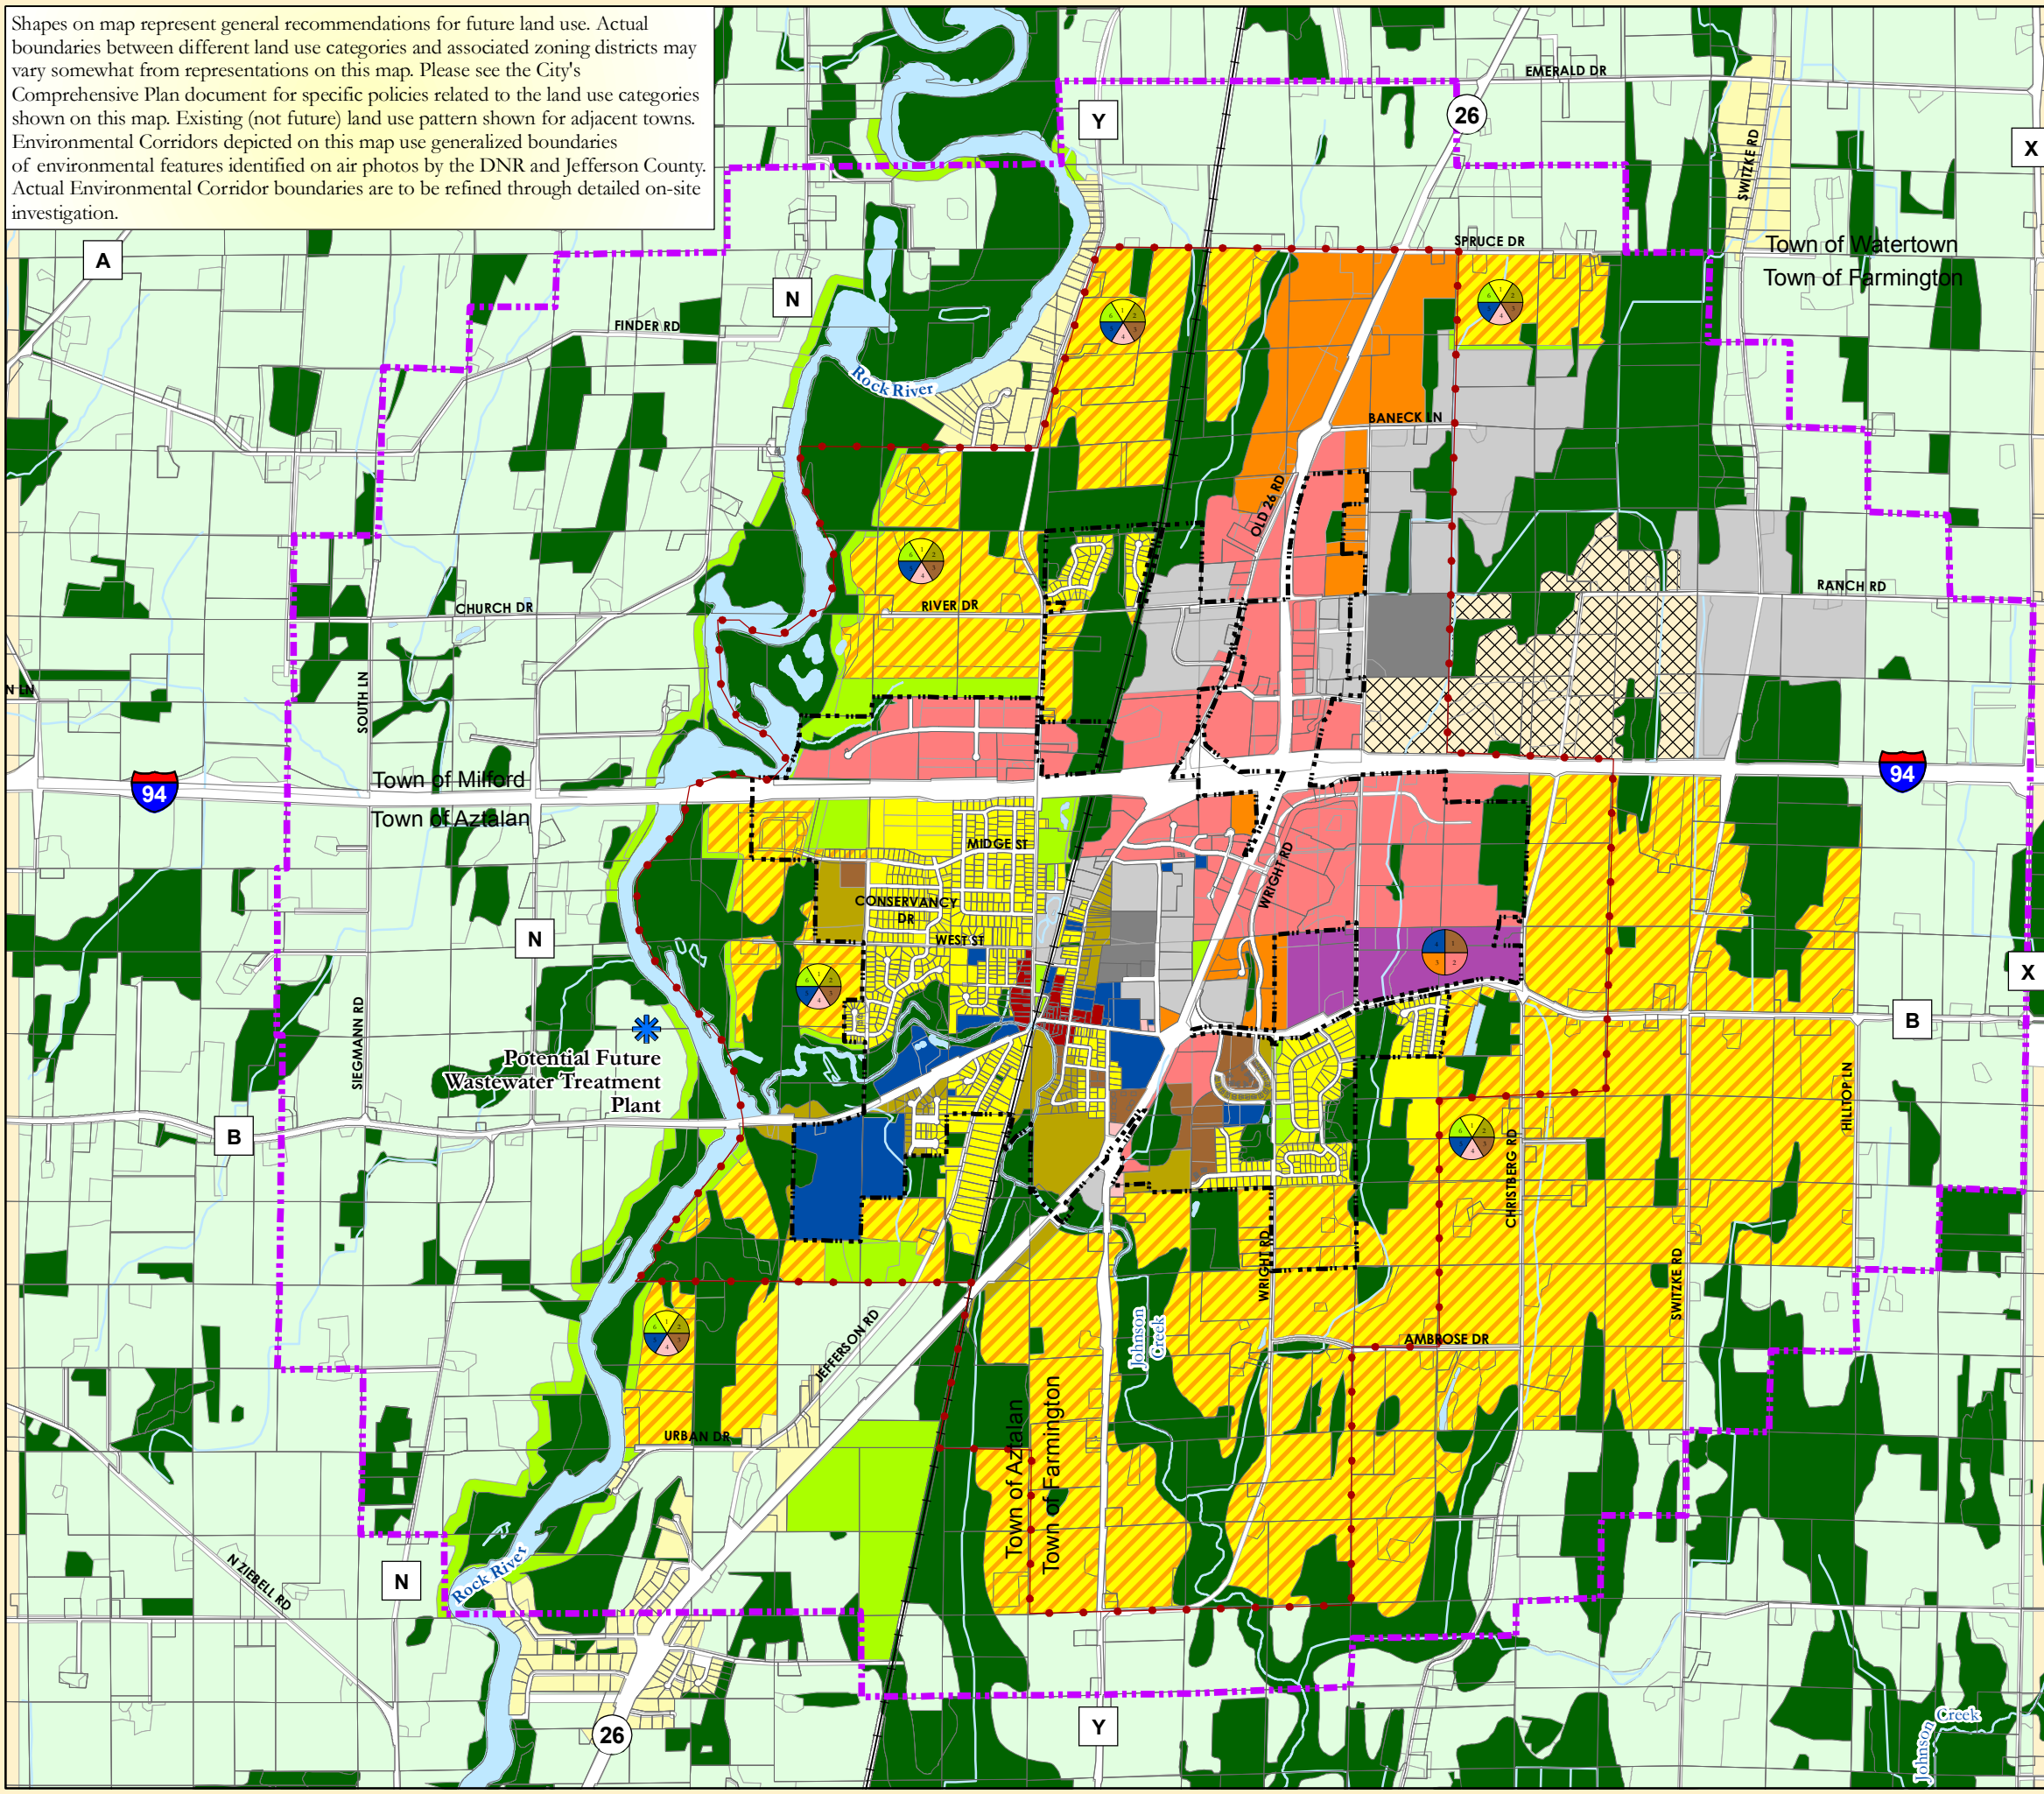 Shapes on map represent general recommendations for future land use. Actual
boundaries between different land use categories and associated zoning districts may
vary somewhat from representations on this map. Please see the City's
Comprehensive Plan document for specific policies related to the land use categories
shown on this map. Existing (not future) land use pattern shown for adjacent towns.
Environmental Corridors depicted on this map use generalized boundaries
of environmental features identified on air photos by the DNR and Jefferson County.
Actual Environmental Corridor boundaries are to be refined through detailed on-site
investigation.
EMERALD DR
Y
26
X
SWITZKE RD
SPRUCE DR
Town of Watertown
Town of Farmington
A
N
FINDER RD
Rock River
BANECK LN
OLD 26 RD
RANCH RD
CHURCH DR
RIVER DR
N LN
SOUTH LN
Town of Milford
94
94
Town of Aztalan
MIDGE ST
WRIGHT RD
CONSERVANCY
DR
WEST ST
N
X
B
SIEGMANN RD
Potential Future
Wastewater Treatment
Plant
HILLTOP LN
B
CHRISTBERG RD
WRIGHT RD
SWITZKE RD
Johnson
Creek
AMBROSE DR
JEFFERSON RD
URBAN DR
Town of Aztalan
Town of Farmington
N ZIEBELL RD
N
Rock River
26
Y
Johnson Creek